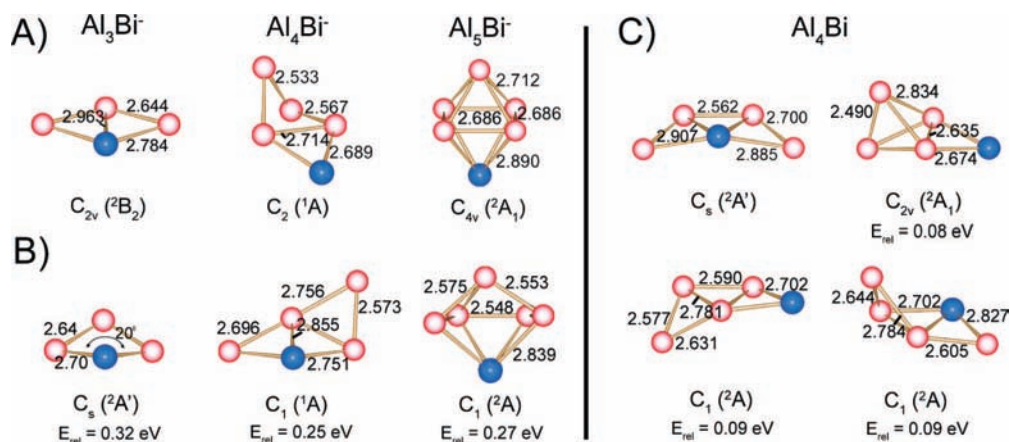 A)
Al₃Bi⁻
Al₄Bi⁻
Al₅Bi⁻
2.963
2.644
2.784
C₂ᵥ (²B₂)
2.533
2.567
2.714
2.689
C₂ (¹A)
2.712
2.686
2.686
2.890
C₄ᵥ (²A₁)
B)
2.64
20°
2.70
Cₛ (²A')
E_rel = 0.32 eV
2.756
2.573
2.696
2.855
2.751
C₁ (¹A)
E_rel = 0.25 eV
2.575
2.553
2.548
2.839
C₁ (²A)
E_rel = 0.27 eV
C)
Al₄Bi
2.562
2.700
2.907
2.885
Cₛ (²A')
2.834
2.490
2.635
2.674
C₂ᵥ (²A₁)
E_rel = 0.08 eV
2.590
2.702
2.577
2.781
2.631
C₁ (²A)
E_rel = 0.09 eV
2.644
2.702
2.827
2.784
2.605
C₁ (²A)
E_rel = 0.09 eV